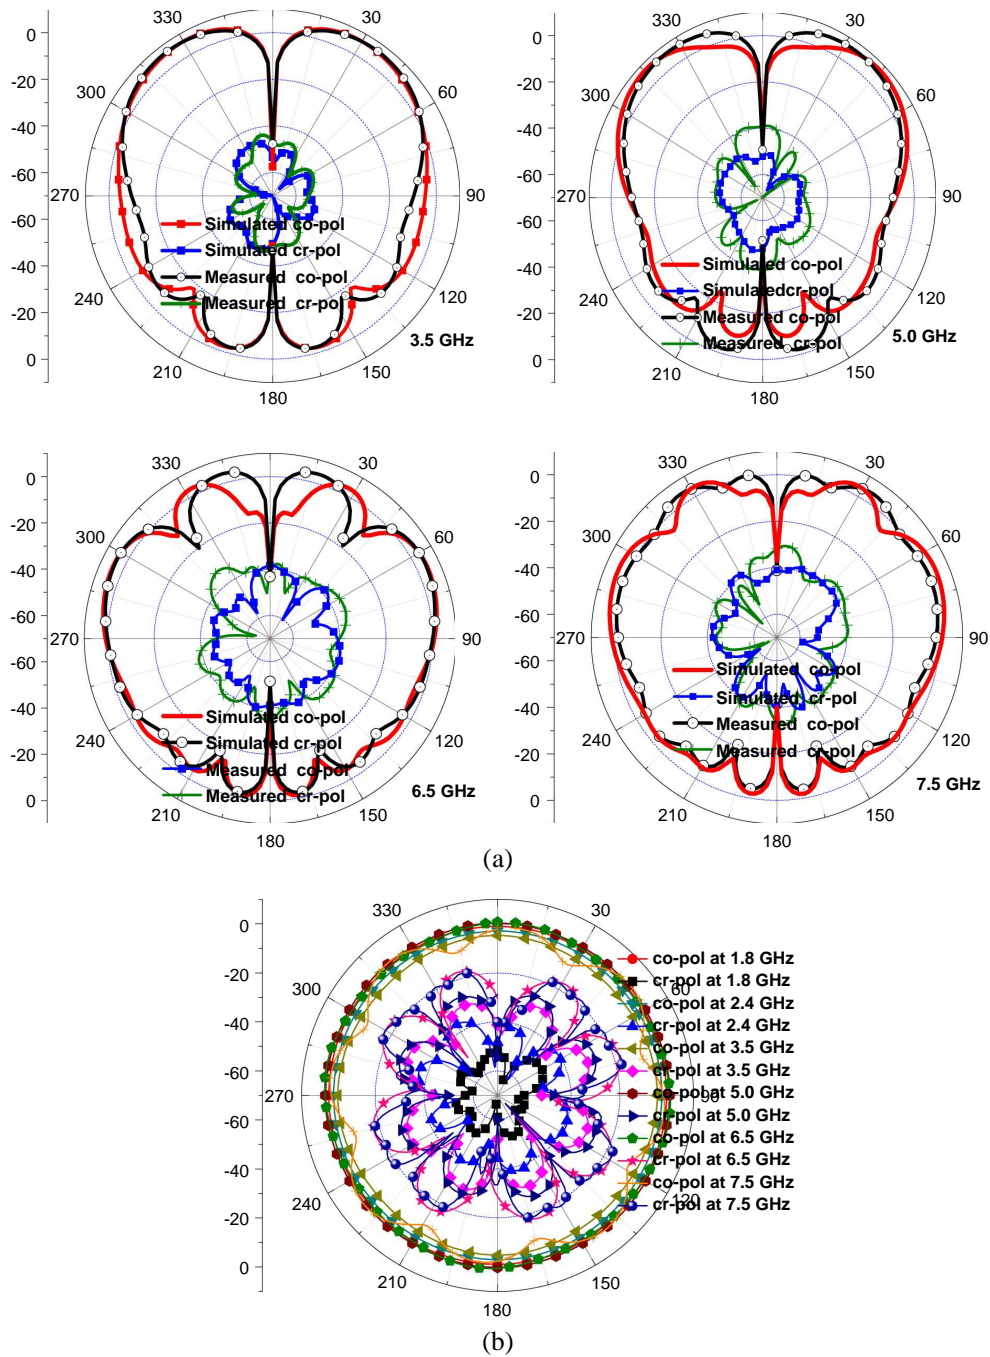 330
30
0
-20
-40
-60
-60
-40
-20
0
300
60
270
90
240
120
210
150
180
Simulated co-pol
Simulated cr-pol
Measured co-pol
Measured cr-pol
3.5 GHz
330
30
0
-20
-40
-60
-60
-40
-20
0
300
60
270
90
240
120
210
150
180
Simulated co-pol
Simulatedcr-pol
Measured co-pol
Measured cr-pol
5.0 GHz
330
30
0
-20
-40
-60
-60
-40
-20
0
300
60
270
90
240
120
210
150
180
Simulated co-pol
Simulated cr-pol
Measured co-pol
Measured cr-pol
6.5 GHz
330
30
0
-20
-40
-60
-60
-40
-20
0
300
60
270
90
240
120
210
150
180
Simulated co-pol
Simulated cr-pol
Measured co-pol
Measured cr-pol
7.5 GHz
(a)
330
30
0
-20
-40
-60
-60
-40
-20
0
300
60
270
90
240
120
210
150
180
co-pol at 1.8 GHz
cr-pol at 1.8 GHz
co-pol at 2.4 GHz
cr-pol at 2.4 GHz
co-pol at 3.5 GHz
cr-pol at 3.5 GHz
co-pol at 5.0 GHz
cr-pol at 5.0 GHz
co-pol at 6.5 GHz
cr-pol at 6.5 GHz
co-pol at 7.5 GHz
cr-pol at 7.5 GHz
(b)